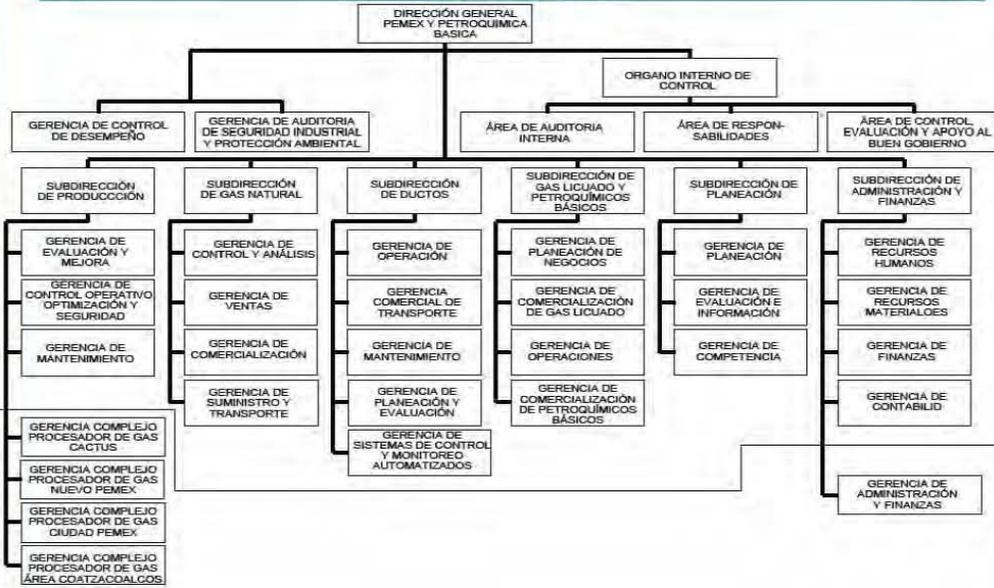 DIRECCIÓN GENERAL
PEMEX Y PETROQUIMICA
BASICA
ORGANO INTERNO DE
CONTROL
GERENCIA DE CONTROL
DE DESEMPEÑO
GERENCIA DE AUDITORIA
DE SEGURIDAD INDUSTRIAL
Y PROTECCIÓN AMBIENTAL
ÁREA DE AUDITORIA
INTERNA
ÁREA DE RESPON-
SABILIDADES
ÁREA DE CONTROL,
EVALUACIÓN Y APOYO AL
BUEN GOBIERNO
SUBDIRECCIÓN
DE PRODUCCCIÓN
GERENCIA DE
EVALUACIÓN Y
MEJORA
GERENCIA DE
CONTROL OPERATIVO
OPTIMIZACIÓN Y
SEGURIDAD
GERENCIA DE
MANTENIMIENTO
GERENCIA COMPLEJO
PROCESADOR DE GAS
CACTUS
GERENCIA COMPLEJO
PROCESADOR DE GAS
NUEVO PEMEX
GERENCIA COMPLEJO
PROCESADOR DE GAS
CIUDAD PEMEX
GERENCIA COMPLEJO
PROCESADOR DE GAS
ÁREA COATZACOALCOS
SUBDIRECCIÓN
DE GAS NATURAL
GERENCIA DE
CONTROL Y ANÁLISIS
GERENCIA DE
VENTAS
GERENCIA DE
COMERCIALIZACIÓN
GERENCIA DE
SUMINISTRO Y
TRANSPORTE
SUBDIRECCIÓN
DE DUCTOS
GERENCIA DE
OPERACIÓN
GERENCIA
COMERCIAL DE
TRANSPORTE
GERENCIA DE
MANTENIMIENTO
GERENCIA DE
PLANEACIÓN Y
EVALUACIÓN
GERENCIA DE
SISTEMAS DE CONTROL
Y MONITOREO
AUTOMATIZADOS
SUBDIRECCIÓN DE
GAS LICUADO Y
PETROQUÍMICOS
BÁSICOS
GERENCIA DE
PLANEACIÓN DE
NEGOCIOS
GERENCIA DE
COMERCIALIZACIÓN
DE GAS LICUADO
GERENCIA DE
OPERACIONES
GERENCIA DE
COMERCIALIZACIÓN
DE PETROQUÍMICOS
BÁSICOS
SUBDIRECCIÓN DE
PLANEACIÓN
GERENCIA DE
PLANEACIÓN
GERENCIA DE
EVALUACIÓN E
INFORMACIÓN
GERENCIA DE
COMPETENCIA
SUBDIRECCIÓN DE
ADMINISTRACIÓN Y
FINANZAS
GERENCIA DE
RECURSOS
HUMANOS
GERENCIA DE
RECURSOS
MATERIALOES
GERENCIA DE
FINANZAS
GERENCIA DE
CONTABILID
GERENCIA DE
ADMINISTRACIÓN
Y FINANZAS